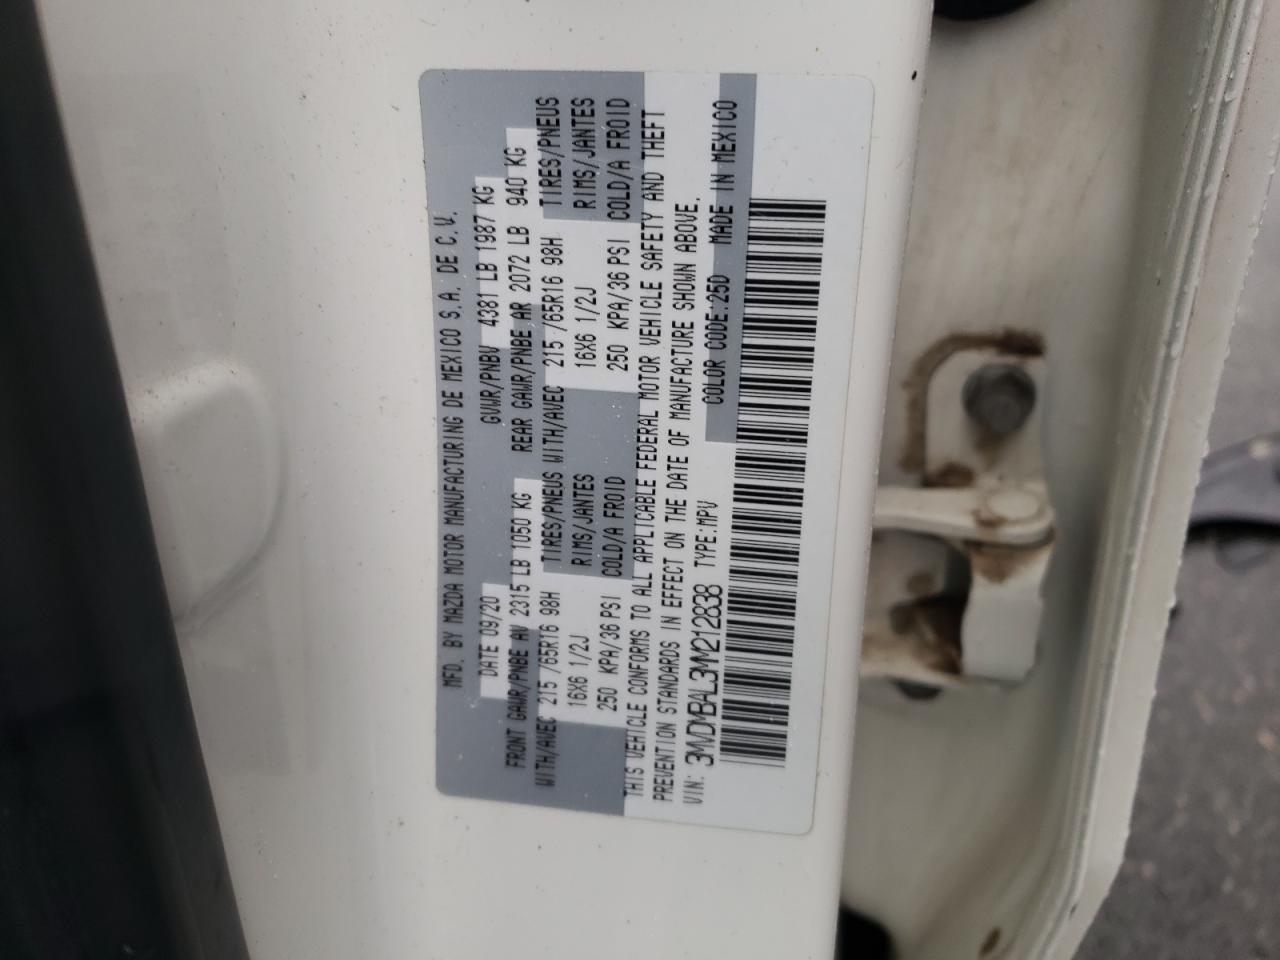 MFD. BY MAZDA MOTOR MANUFACTURING DE MEXICO S.A. DE C.V.
DATE 09/20 GVWR/PNBV 4381 LB 1987 KG
FRONT GAWR/PNBE AV 2315 LB 1050 KG REAR GAWR/PNBE AR 2072 LB 940 KG
WITH/AVEC 215 /65R16 98H TIRES/PNEUS WITH/AVEC 215 /65R16 98H TIRES/PNEUS
16X6 1/2J RIMS/JANTES 16X6 1/2J RIMS/JANTES
250 KPA/36 PSI COLD/A FROID 250 KPA/36 PSI COLD/A FROID
THIS VEHICLE CONFORMS TO ALL APPLICABLE FEDERAL MOTOR VEHICLE SAFETY AND THEFT
PREVENTION STANDARDS IN EFFECT ON THE DATE OF MANUFACTURE SHOWN ABOVE.
VIN: 3MVDMBAL3MM212838 TYPE:MPV COLOR CODE:25D MADE IN MEXICO